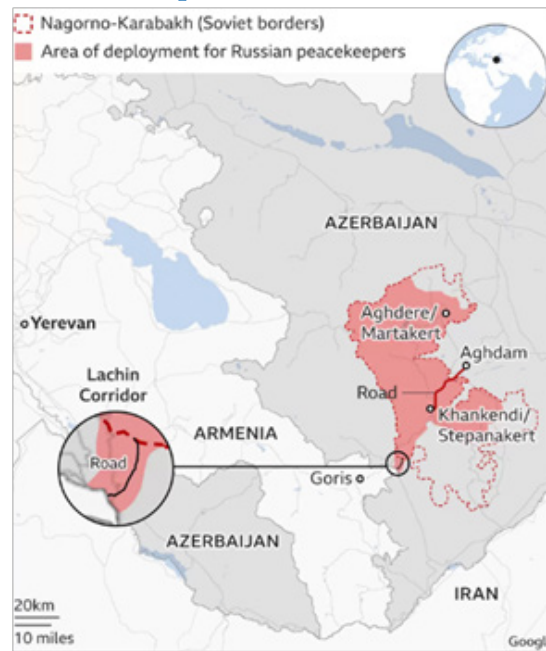 Nagorno-Karabakh (Soviet borders)
Area of deployment for Russian peacekeepers
AZERBAIJAN
Aghdere/
Martakert
Yerevan
Aghdam
Lachin
Corridor
Road
Khankendi/
Stepanakert
ARMENIA
Road
Goris
AZERBAIJAN
IRAN
20km
10 miles
Googl